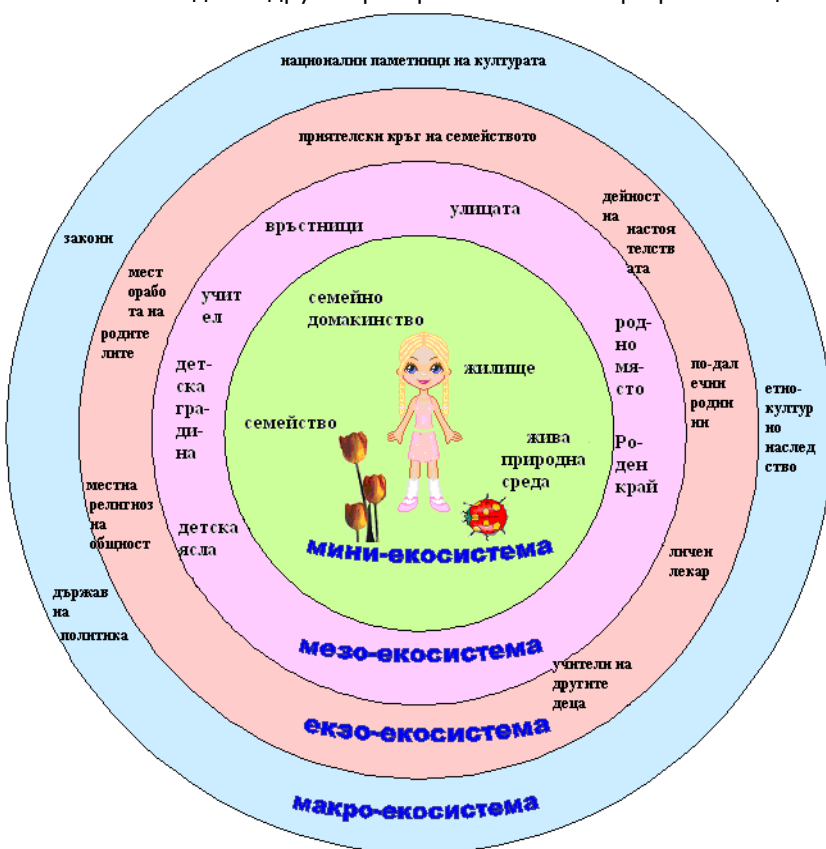 национални паметници на културата
приятелски кръг на семейството
дейност
на
настоя
телств
ата
улицата
връстници
закони
мест
орабо
та на
родите
лите
учит
ел
семейно
домакинство
род-
но
мя-
сто
жилище
дет-
ска
гра-
ди-
на
по-дал
ечни
родни
ни
етно-
култур
но
наслед
ство
семейство
жива
природна
среда
Ро-
ден
край
местна
религиоз
на
общност
детска
ясла
мини-екосистема
личен
лекар
държав
на
политика
мезо-екосистема
учители на
другите
деца
екзо-екосистема
макро-екосистема